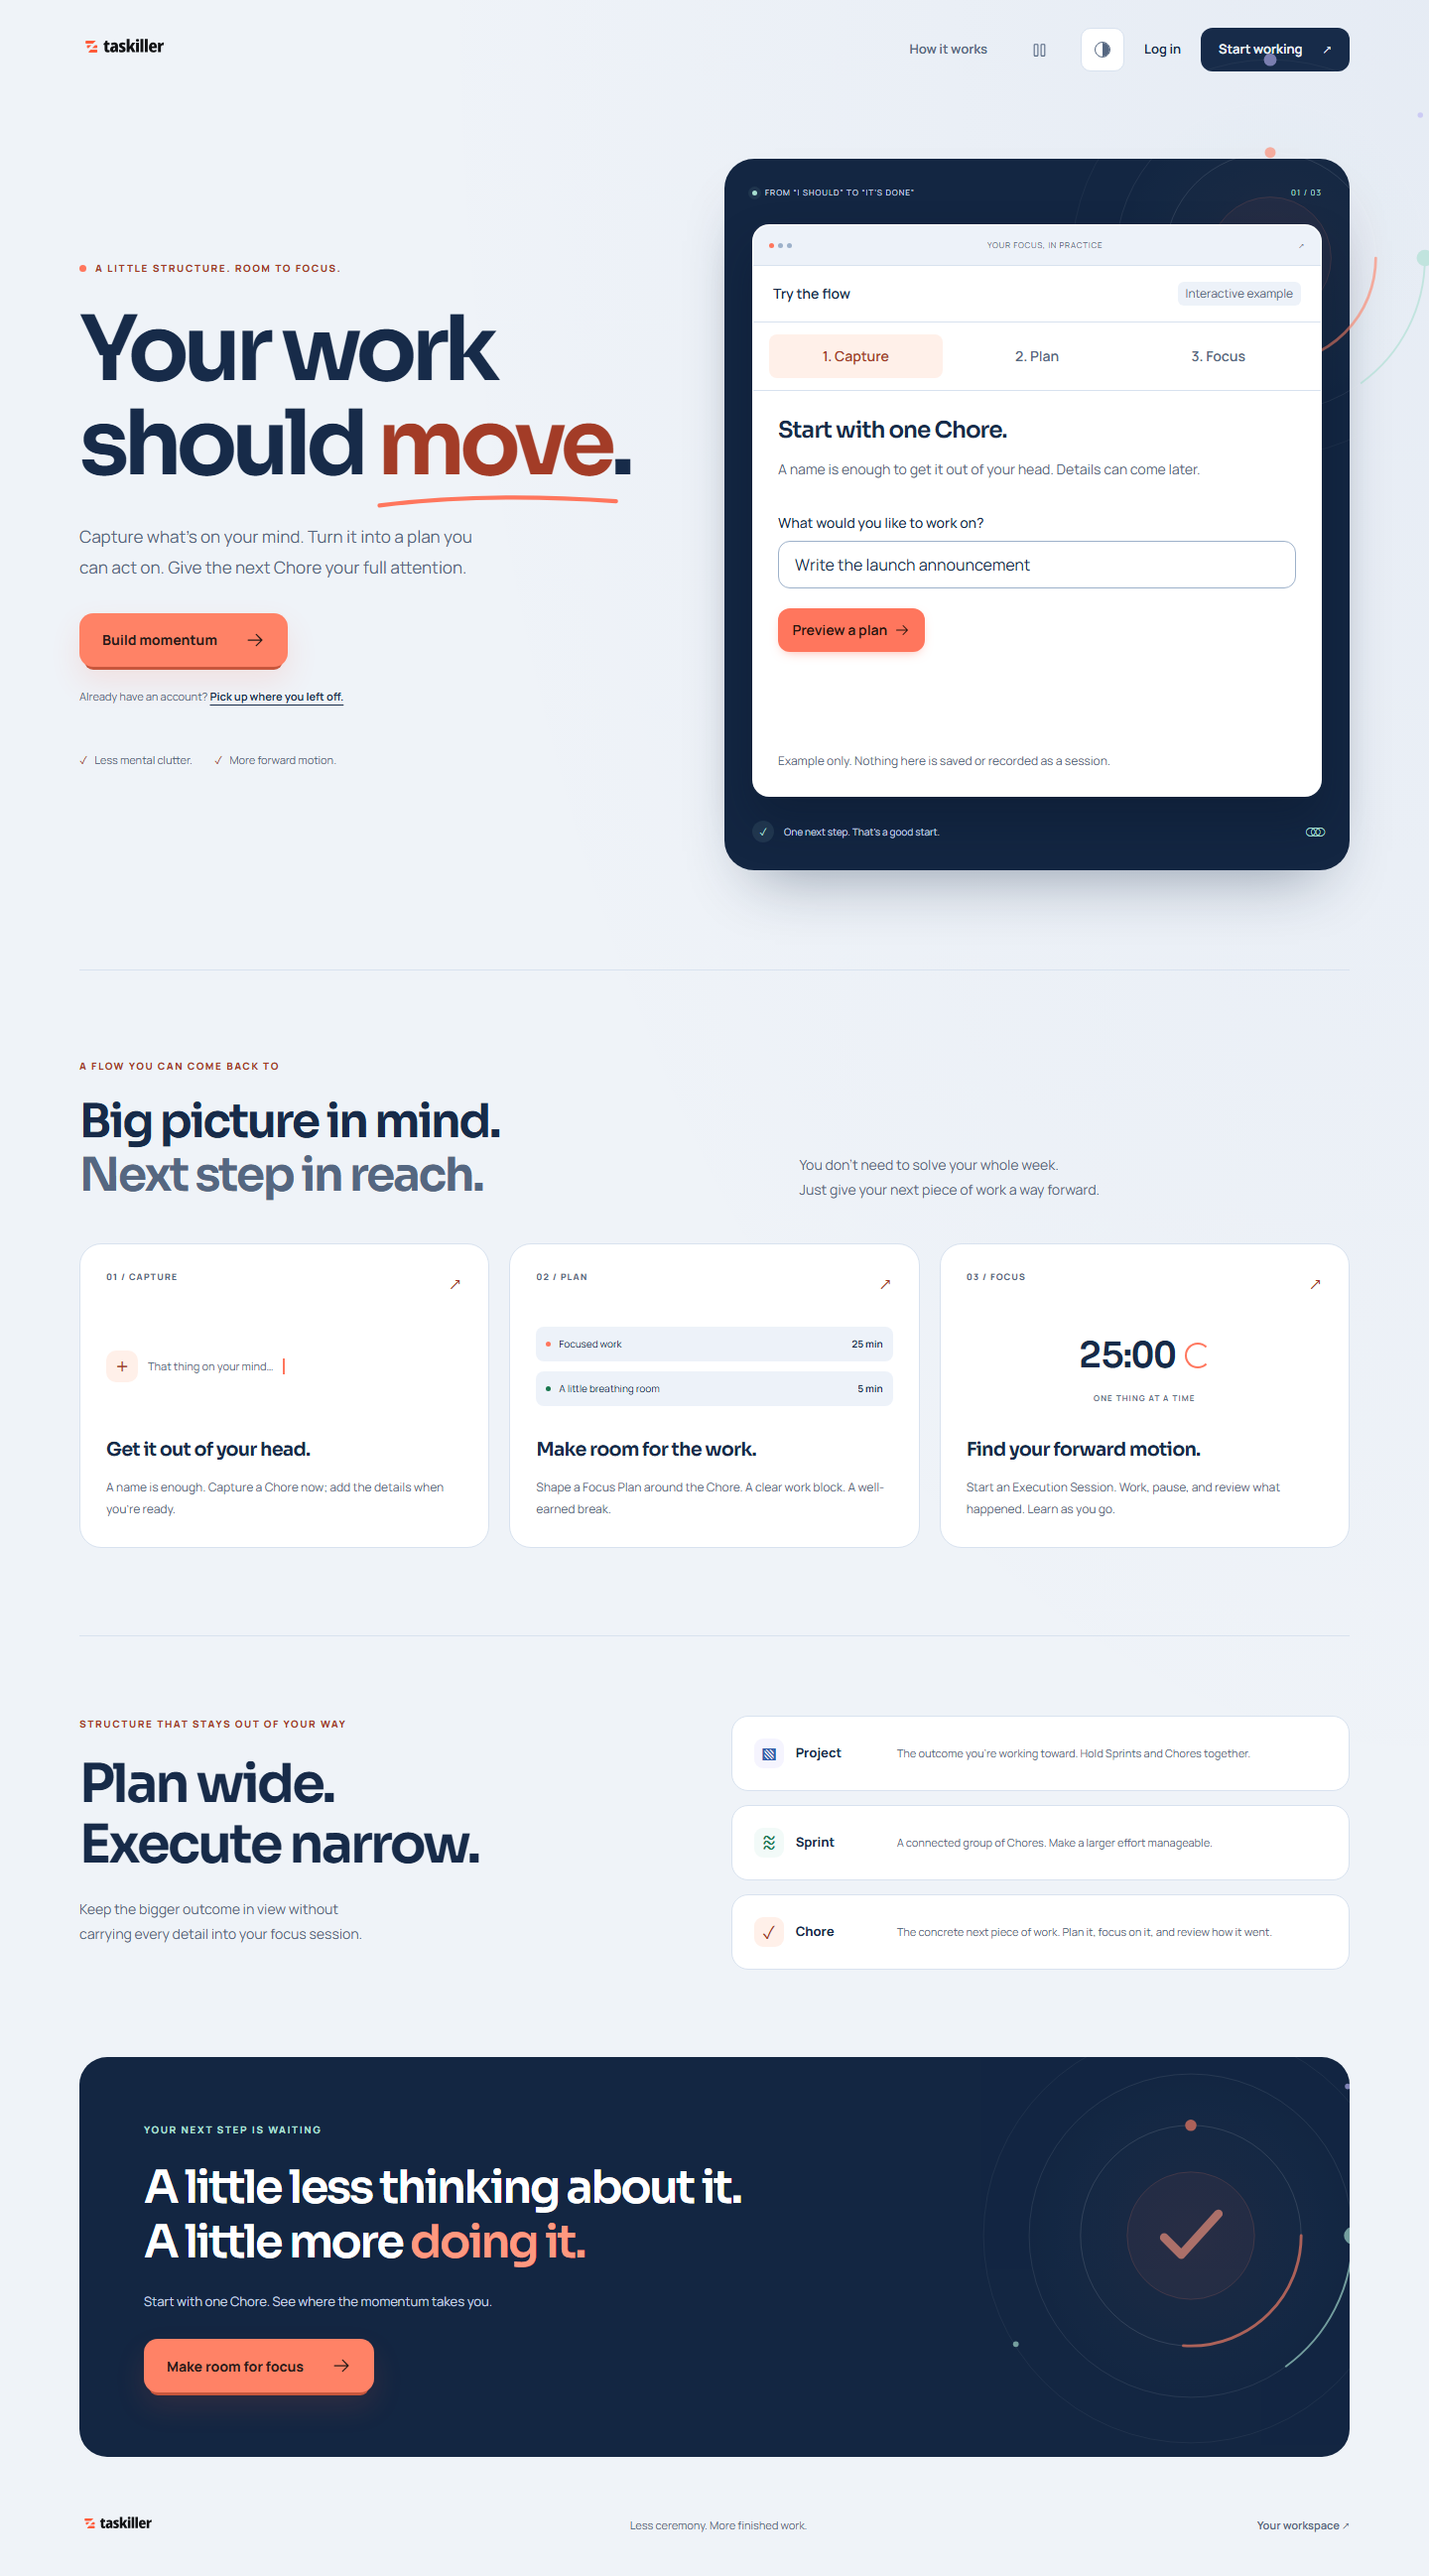 taskiller
How it works
Log in
Start working ↗
A LITTLE STRUCTURE. ROOM TO FOCUS.
Your work
should move.
Capture what's on your mind. Turn it into a plan you
can act on. Give the next Chore your full attention.
Build momentum →
Already have an account? Pick up where you left off.
✓ Less mental clutter. ✓ More forward motion.
FROM "I SHOULD" TO "IT'S DONE"
01 / 03
YOUR FOCUS, IN PRACTICE ↗
Try the flow
Interactive example
1. Capture
2. Plan
3. Focus
Start with one Chore.
A name is enough to get it out of your head. Details can come later.
What would you like to work on?
Write the launch announcement
Preview a plan →
Example only. Nothing here is saved or recorded as a session.
✓ One next step. That's a good start.
A FLOW YOU CAN COME BACK TO
Big picture in mind.
Next step in reach.
You don't need to solve your whole week.
Just give your next piece of work a way forward.
01 / CAPTURE ↗
+ That thing on your mind...
Get it out of your head.
A name is enough. Capture a Chore now; add the details when
you're ready.
02 / PLAN ↗
Focused work 25 min
A little breathing room 5 min
Make room for the work.
Shape a Focus Plan around the Chore. A clear work block. A well-
earned break.
03 / FOCUS ↗
25:00
ONE THING AT A TIME
Find your forward motion.
Start an Execution Session. Work, pause, and review what
happened. Learn as you go.
STRUCTURE THAT STAYS OUT OF YOUR WAY
Plan wide.
Execute narrow.
Keep the bigger outcome in view without
carrying every detail into your focus session.
Project The outcome you're working toward. Hold Sprints and Chores together.
Sprint A connected group of Chores. Make a larger effort manageable.
Chore The concrete next piece of work. Plan it, focus on it, and review how it went.
YOUR NEXT STEP IS WAITING
A little less thinking about it.
A little more doing it.
Start with one Chore. See where the momentum takes you.
Make room for focus →
taskiller
Less ceremony. More finished work.
Your workspace ↗